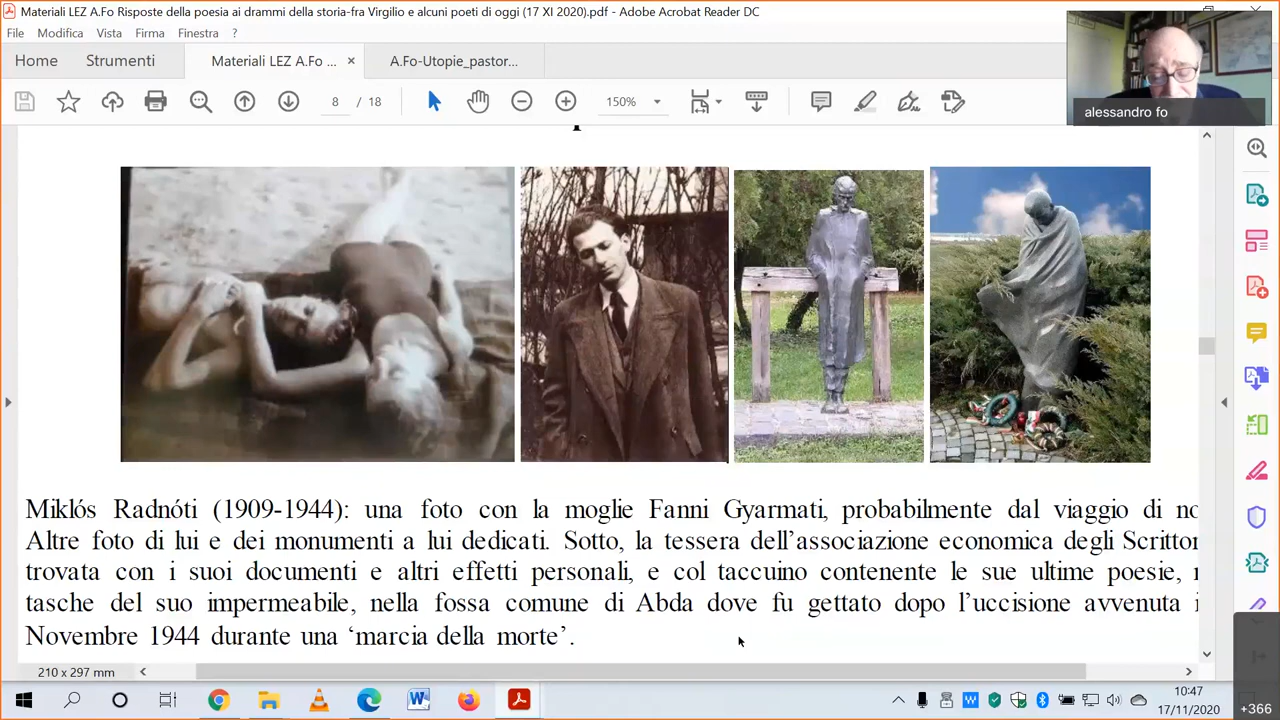 Materiali LEZ A.Fo Risposte della poesia ai drammi della storia-fra Virgilio e alcuni poeti di oggi (17 XI 2020).pdf - Adobe Acrobat Reader DC
File Modifica Vista Firma Finestra ?
Home Strumenti Materiali LEZ A.Fo ... × A.Fo-Utopie_pastor...
8 / 18 150%
alessandro fo
Miklós Radnóti (1909-1944): una foto con la moglie Fanni Gyarmati, probabilmente dal viaggio di no
Altre foto di lui e dei monumenti a lui dedicati. Sotto, la tessera dell’associazione economica degli Scrittor
trovata con i suoi documenti e altri effetti personali, e col taccuino contenente le sue ultime poesie,
tasche del suo impermeabile, nella fossa comune di Abda dove fu gettato dopo l’uccisione avvenuta i
Novembre 1944 durante una ‘marcia della morte’.
210 x 297 mm
10:47
17/11/2020
+366